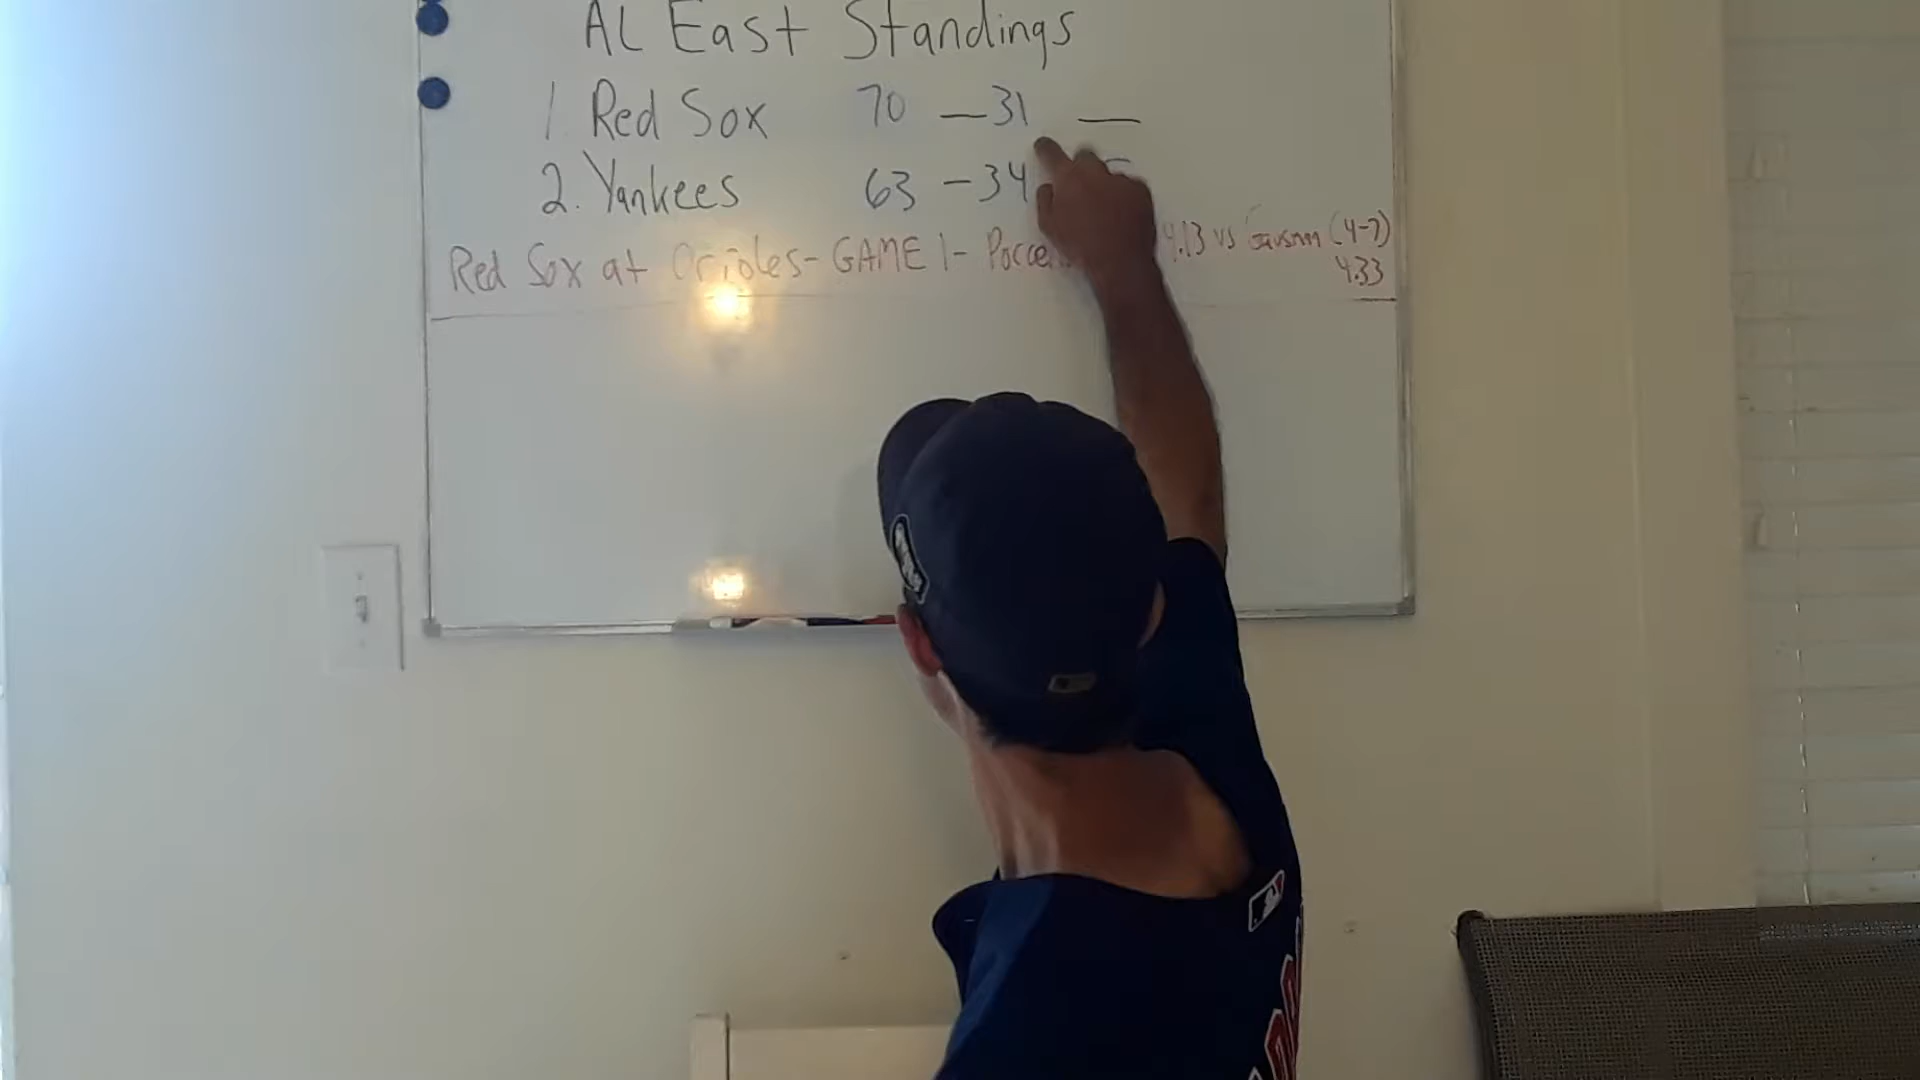 AL East Standings
1. Red Sox 70 — 31 —
2. Yankees 63 - 34
Red Sox at Orioles - GAME 1 - 4.13 vs (4-7)
4.33